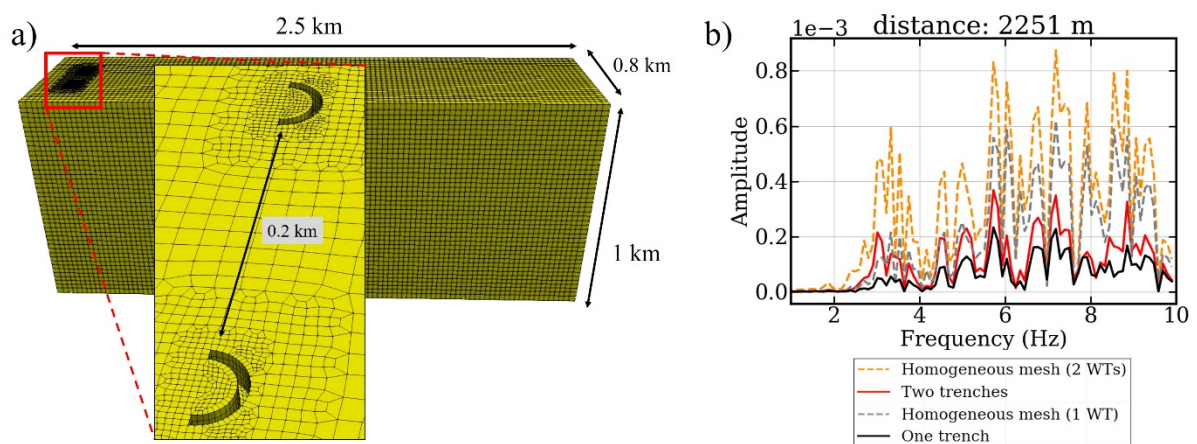 a)
2.5 km
0.8 km
0.2 km
1 km
b)
1e−3
distance: 2251 m
Amplitude
0.8
0.6
0.4
0.2
0.0
2 4 6 8 10
Frequency (Hz)
Homogeneous mesh (2 WTs)
Two trenches
Homogeneous mesh (1 WT)
One trench